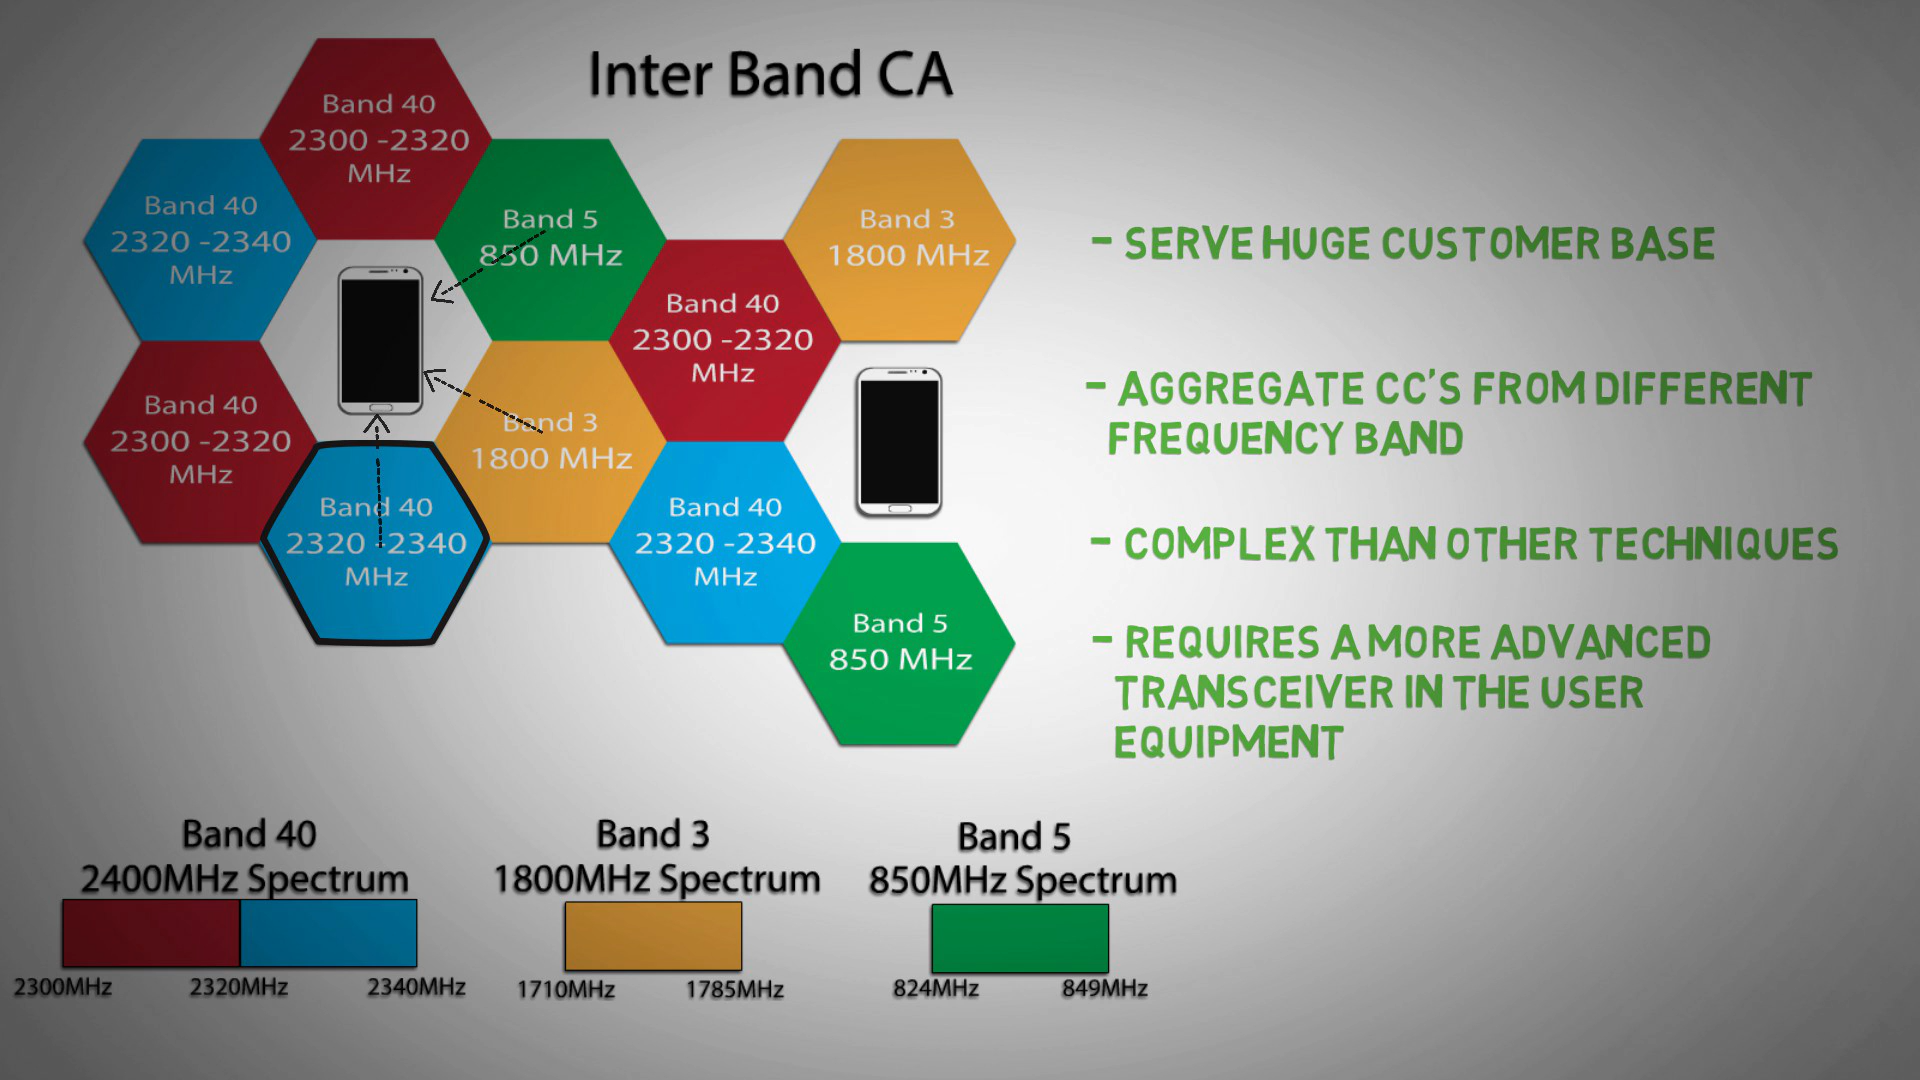 Inter Band CA
Band 40
2300 -2320
MHz
Band 40
2320 -2340
MHz
Band 5
850 MHz
Band 3
1800 MHz
Band 40
2300 -2320
MHz
Band 40
2300 -2320
MHz
Band 3
1800 MHz
Band 40
2320 -2340
MHz
Band 40
2320 -2340
MHz
Band 5
850 MHz
- SERVE HUGE CUSTOMER BASE
- AGGREGATE CC'S FROM DIFFERENT
FREQUENCY BAND
- COMPLEX THAN OTHER TECHNIQUES
- REQUIRES A MORE ADVANCED
TRANSCEIVER IN THE USER
EQUIPMENT
Band 40
2400MHz Spectrum
2300MHz 2320MHz 2340MHz
Band 3
1800MHz Spectrum
1710MHz 1785MHz
Band 5
850MHz Spectrum
824MHz 849MHz